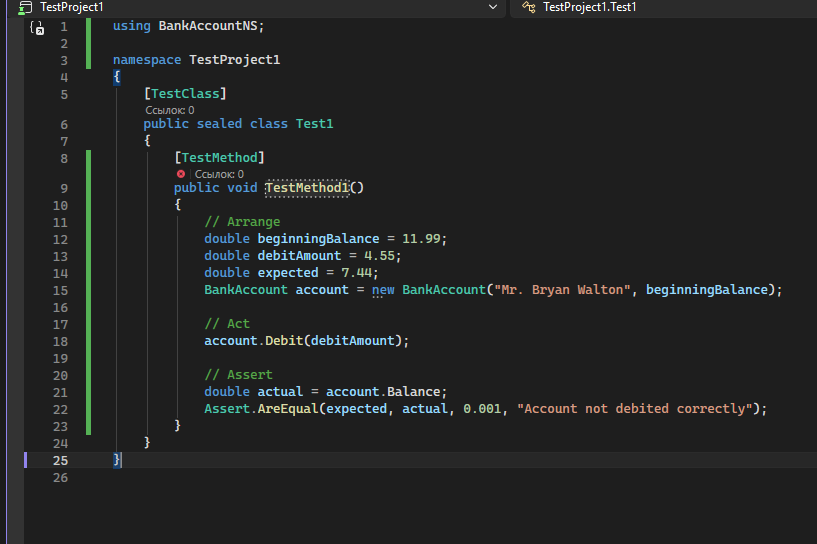 TestProject1 TestProject1.Test1
1 using BankAccountNS;
2
3 namespace TestProject1
4 {
5 [TestClass]
Ссылок: 0
6 public sealed class Test1
7 {
8 [TestMethod]
Ссылок: 0
9 public void TestMethod1()
10 {
11 // Arrange
12 double beginningBalance = 11.99;
13 double debitAmount = 4.55;
14 double expected = 7.44;
15 BankAccount account = new BankAccount("Mr. Bryan Walton", beginningBalance);
16
17 // Act
18 account.Debit(debitAmount);
19
20 // Assert
21 double actual = account.Balance;
22 Assert.AreEqual(expected, actual, 0.001, "Account not debited correctly");
23 }
24 }
25 }
26